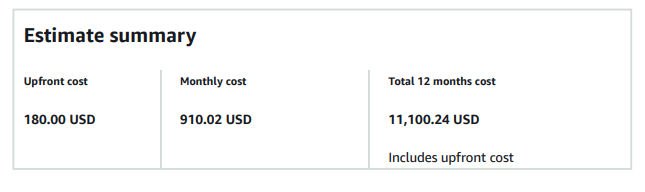 Estimate summary
Upfront cost
Monthly cost
Total 12 months cost
180.00 USD
910.02 USD
11,100.24 USD
Includes upfront cost